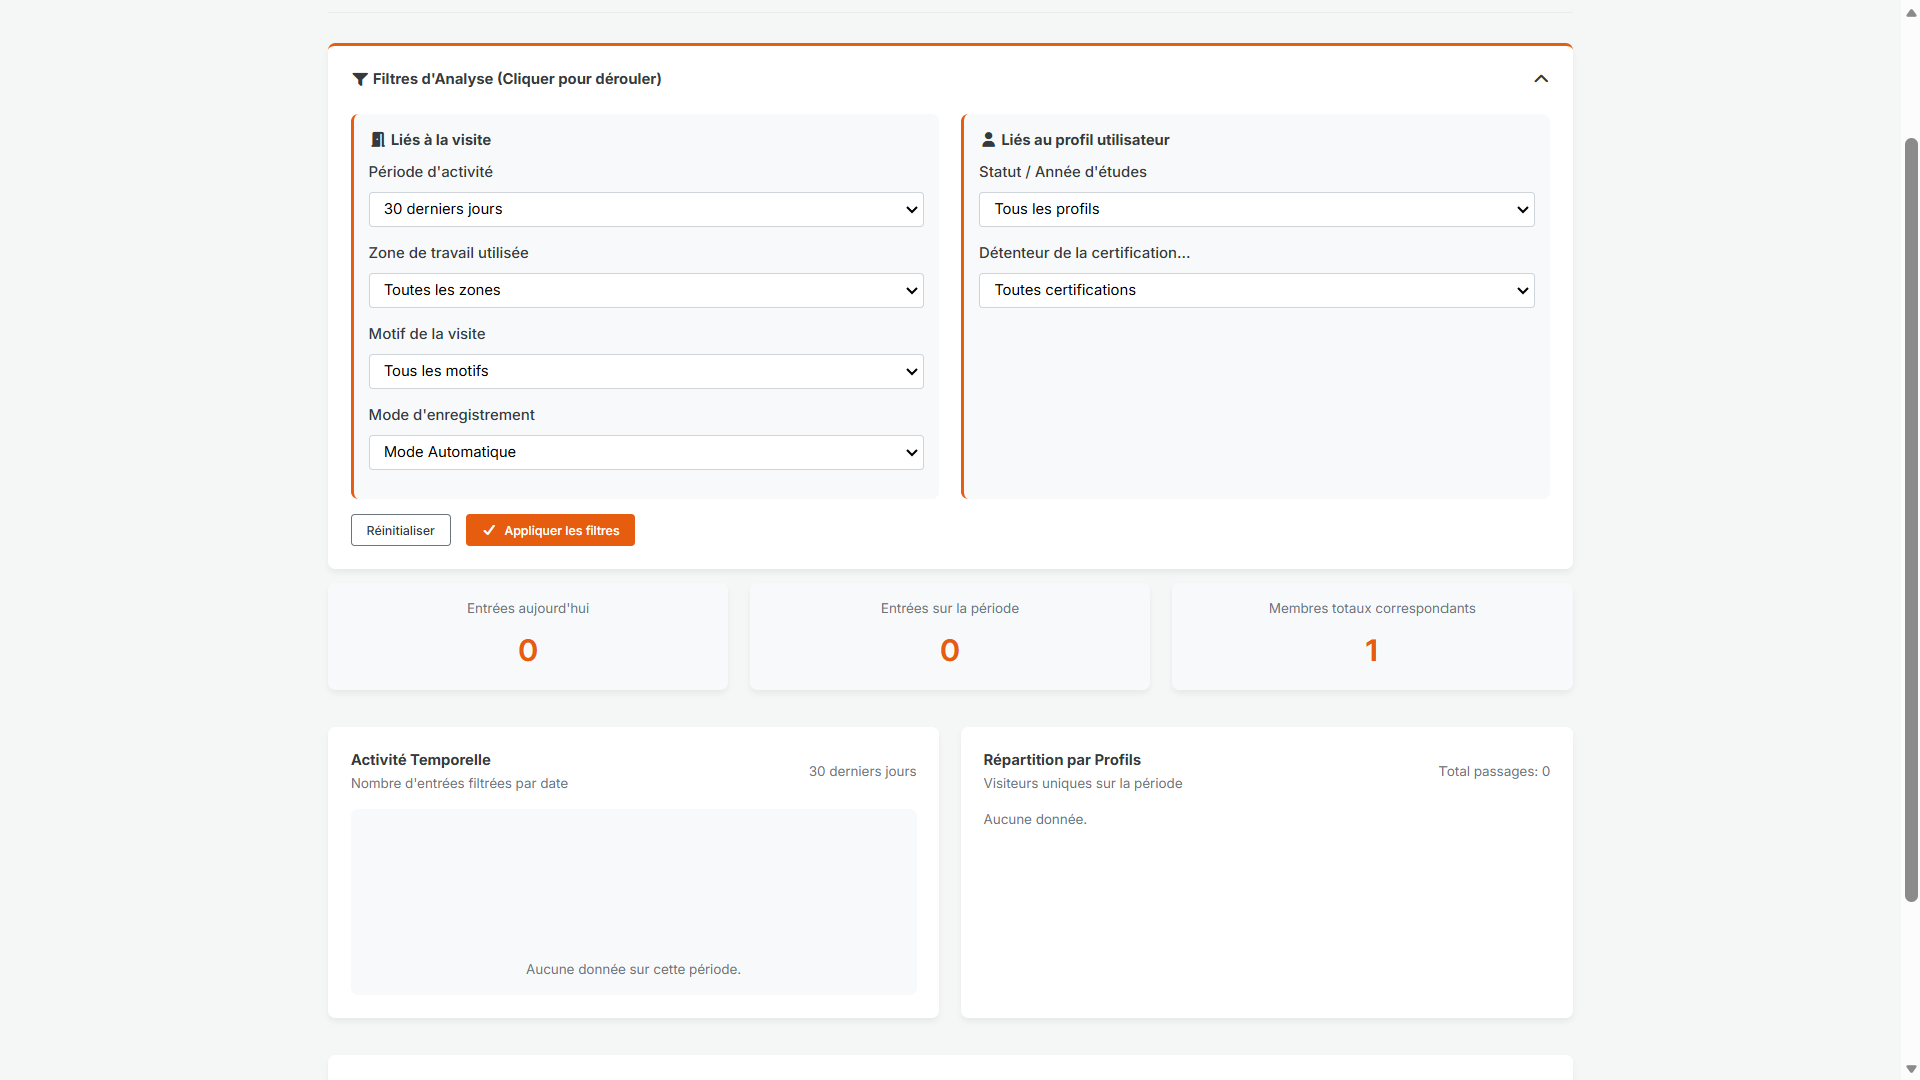 Filtres d'Analyse (Cliquer pour dérouler)
Liés à la visite
Période d'activité
30 derniers jours
Zone de travail utilisée
Toutes les zones
Motif de la visite
Tous les motifs
Mode d'enregistrement
Mode Automatique
Liés au profil utilisateur
Statut / Année d'études
Tous les profils
Détenteur de la certification...
Toutes certifications
Réinitialiser
Appliquer les filtres
Entrées aujourd'hui
0
Entrées sur la période
0
Membres totaux correspondants
1
Activité Temporelle
Nombre d'entrées filtrées par date
30 derniers jours
Aucune donnée sur cette période.
Répartition par Profils
Visiteurs uniques sur la période
Total passages: 0
Aucune donnée.